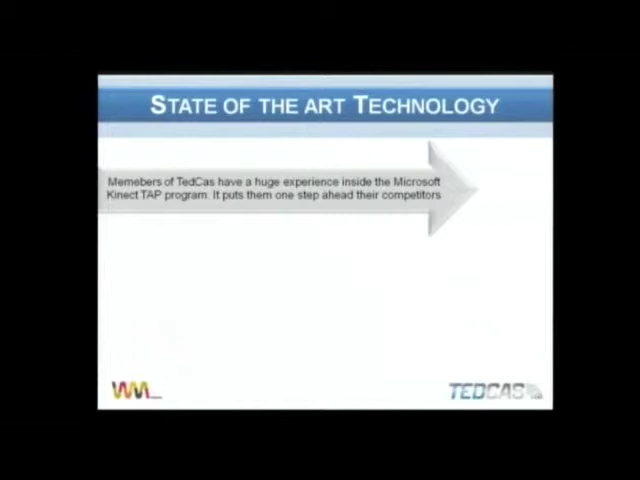 STATE OF THE ART TECHNOLOGY
Memebers of TedCas have a huge experience inside the Microsoft
Kinect TAP program. It puts them one step ahead their competitors
WM_
TEDCAS